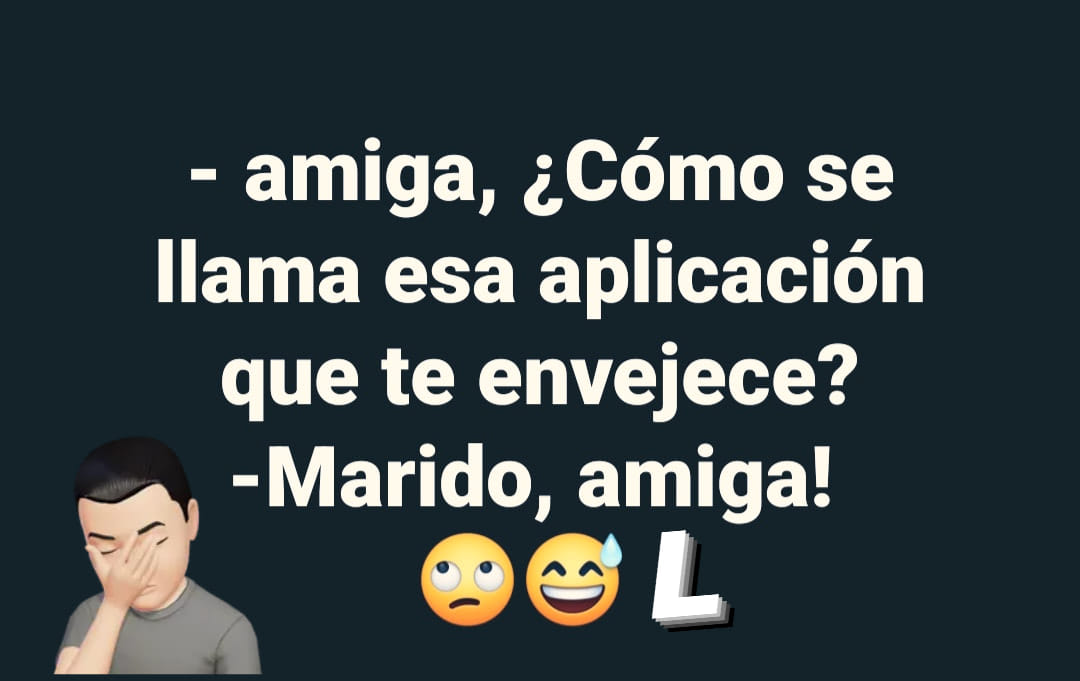 - amiga, ¿Cómo se
llama esa aplicación
que te envejece?
-Marido, amiga!
🙄😅 L